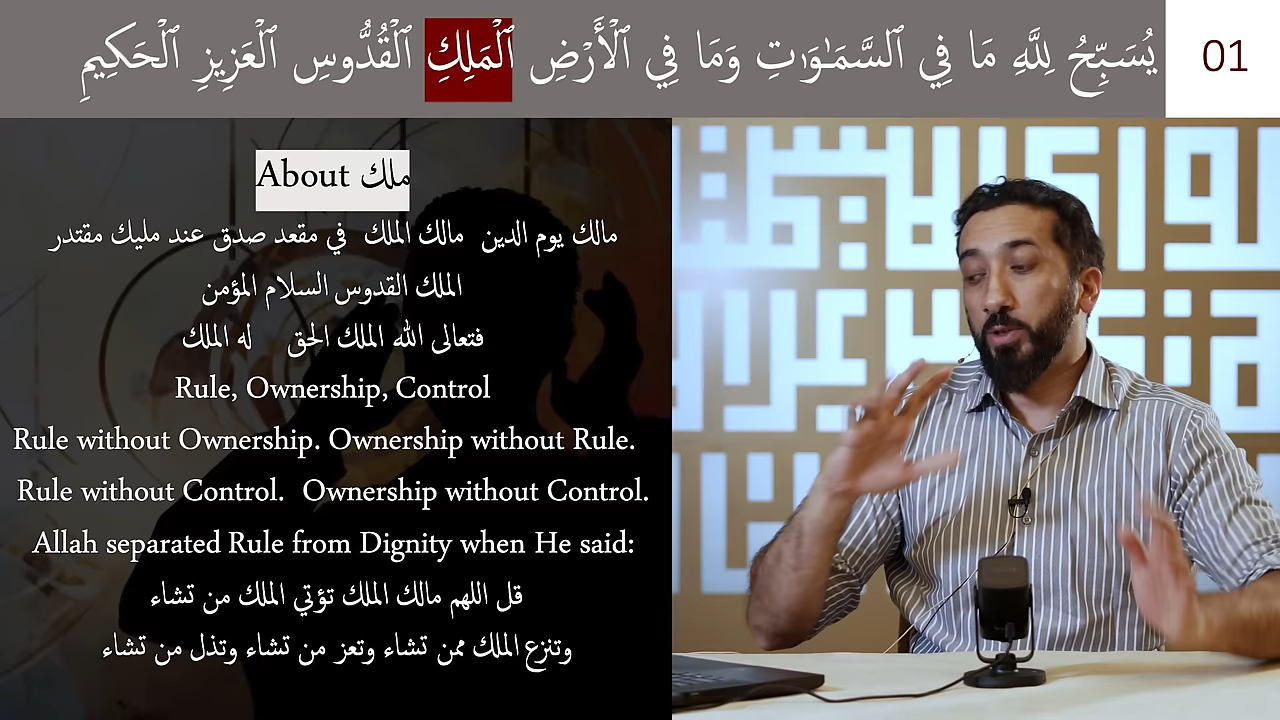 يُسَبِّحُ لِلَّهِ مَا فِي ٱلسَّمَـٰوَٰتِ وَمَا فِي ٱلْأَرْضِ ٱلْمَلِكِ ٱلْقُدُّوسِ ٱلْعَزِيزِ ٱلْحَكِيمِ
01
About ملك
مالك يوم الدين مالك الملك في مقعد صدق عند مليك مقتدر
الملك القدوس السلام المؤمن
فتعالى الله الملك الحق له الملك
Rule, Ownership, Control
Rule without Ownership. Ownership without Rule.
Rule without Control. Ownership without Control.
Allah separated Rule from Dignity when He said:
قل اللهم مالك الملك تؤتي الملك من تشاء
وتنزع الملك ممن تشاء وتعز من تشاء وتذل من تشاء